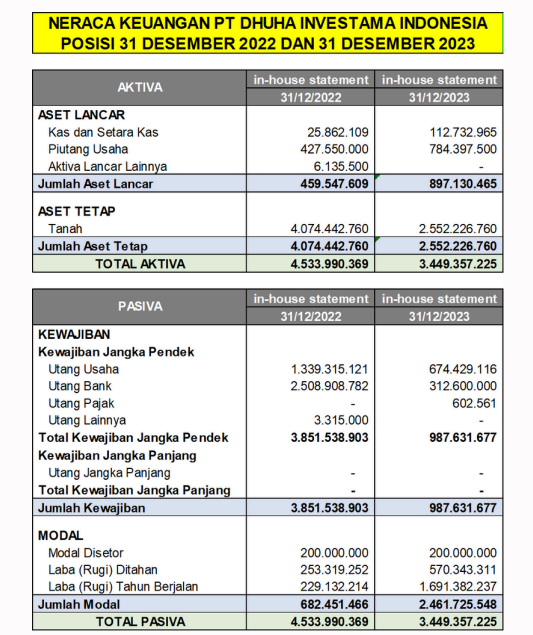 NERACA KEUANGAN PT DHUHA INVESTAMA INDONESIA
POSISI 31 DESEMBER 2022 DAN 31 DESEMBER 2023
AKTIVA in-house statement in-house statement
31/12/2022 31/12/2023
ASET LANCAR
Kas dan Setara Kas 25.862.109 112.732.965
Piutang Usaha 427.550.000 784.397.500
Aktiva Lancar Lainnya 6.135.500 -
Jumlah Aset Lancar 459.547.609 897.130.465
ASET TETAP
Tanah 4.074.442.760 2.552.226.760
Jumlah Aset Tetap 4.074.442.760 2.552.226.760
TOTAL AKTIVA 4.533.990.369 3.449.357.225
PASIVA in-house statement in-house statement
31/12/2022 31/12/2023
KEWAJIBAN
Kewajiban Jangka Pendek
Utang Usaha 1.339.315.121 674.429.116
Utang Bank 2.508.908.782 312.600.000
Utang Pajak - 602.561
Utang Lainnya 3.315.000 -
Total Kewajiban Jangka Pendek 3.851.538.903 987.631.677
Kewajiban Jangka Panjang
Utang Jangka Panjang - -
Total Kewajiban Jangka Panjang - -
Jumlah Kewajiban 3.851.538.903 987.631.677
MODAL
Modal Disetor 200.000.000 200.000.000
Laba (Rugi) Ditahan 253.319.252 570.343.311
Laba (Rugi) Tahun Berjalan 229.132.214 1.691.382.237
Jumlah Modal 682.451.466 2.461.725.548
TOTAL PASIVA 4.533.990.369 3.449.357.225